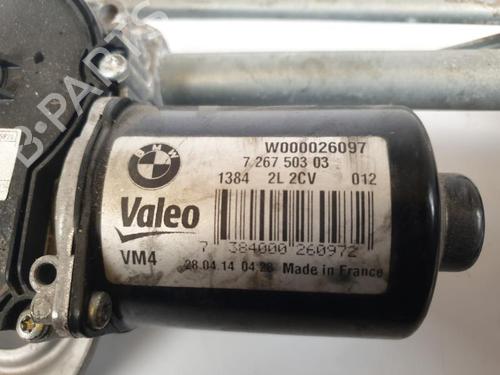 B-PARTS
BMW
W000026097
7 267 503 03
1384 2L 2CV 012
Valeo
7 384000 260972
VM4
28.04.14 04:28 Made in France